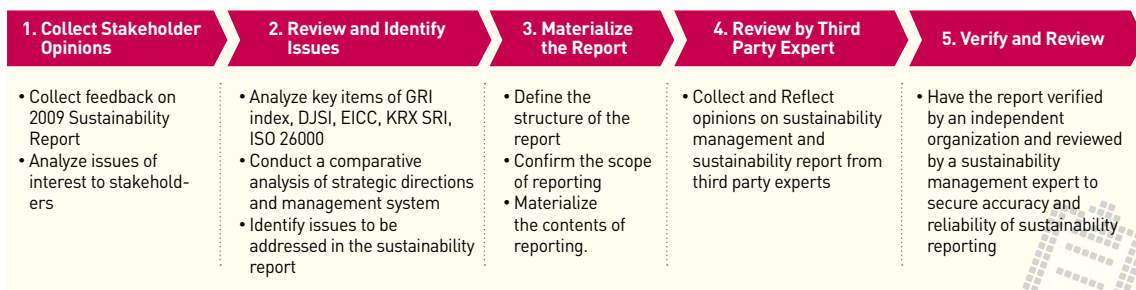 1. Collect Stakeholder
Opinions
2. Review and Identify
Issues
3. Materialize
the Report
4. Review by Third
Party Expert
5. Verify and Review
• Collect feedback on
2009 Sustainability
Report
• Analyze issues of
interest to stakehold-
ers
• Analyze key items of GRI
index, DJSI, EICC, KRX SRI,
ISO 26000
• Conduct a comparative
analysis of strategic directions
and management system
• Identify issues to be
addressed in the sustainability
report
• Define the
structure of the
report
• Confirm the scope
of reporting
• Materialize
the contents of
reporting.
• Collect and Reflect
opinions on sustainability
management and
sustainability report from
third party experts
• Have the report verified
by an independent
organization and reviewed
by a sustainability
management expert to
secure accuracy and
reliability of sustainability
reporting